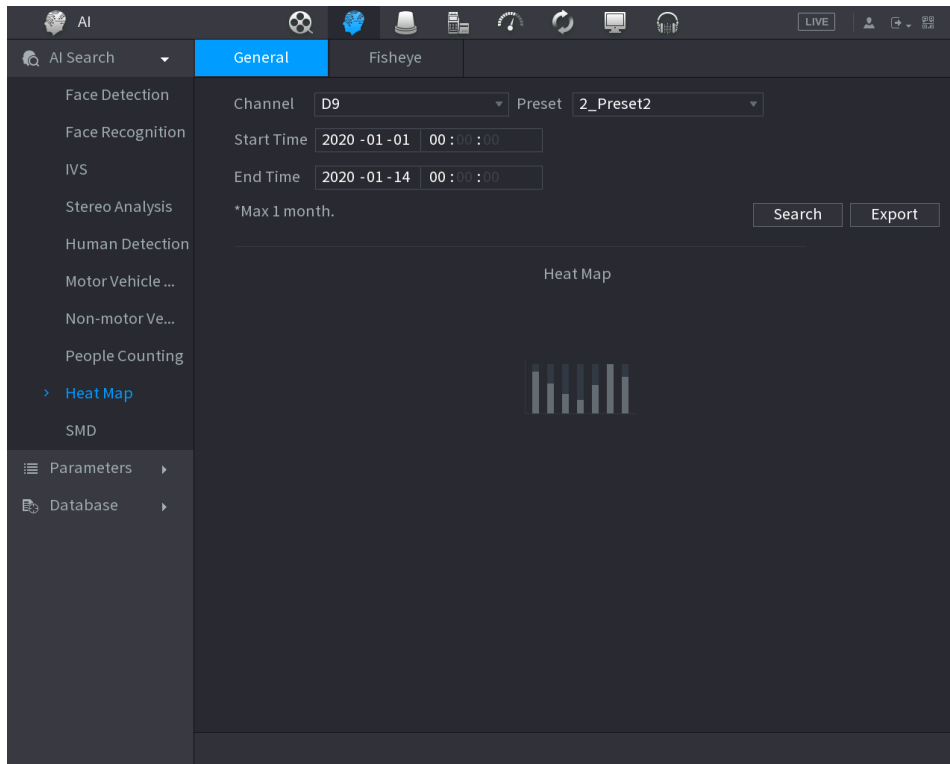 AI
LIVE
AI Search
General
Fisheye
Face Detection
Face Recognition
IVS
Stereo Analysis
Human Detection
Motor Vehicle ...
Non-motor Ve...
People Counting
Heat Map
SMD
Parameters
Database
Channel D9 Preset 2_Preset2
Start Time 2020 -01 -01 00 : 00 : 00
End Time 2020 -01 -14 00 : 00 : 00
*Max 1 month.
Search Export
Heat Map